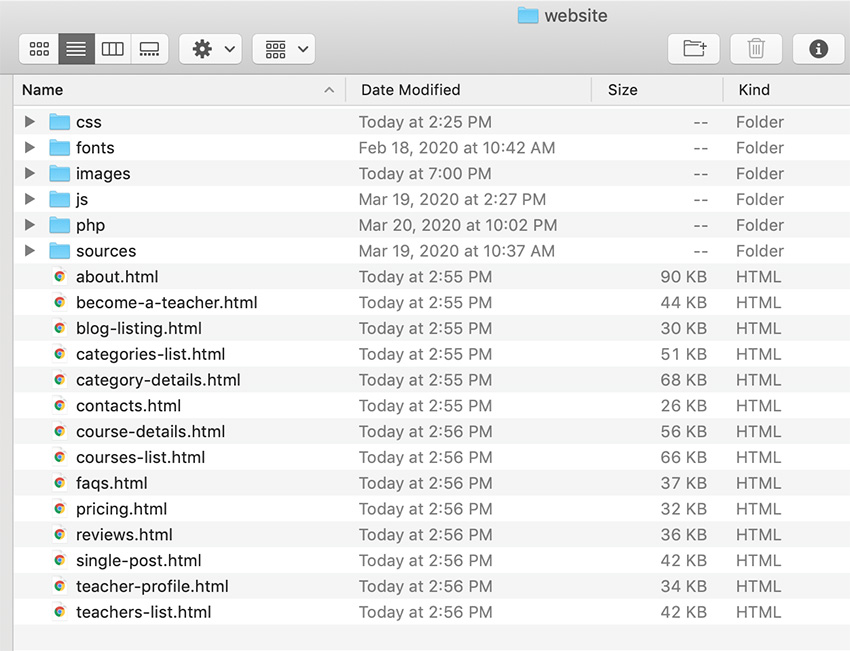 website
Name Date Modified Size Kind
css Today at 2:25 PM -- Folder
fonts Feb 18, 2020 at 10:42 AM -- Folder
images Today at 7:00 PM -- Folder
js Mar 19, 2020 at 2:27 PM -- Folder
php Mar 20, 2020 at 10:02 PM -- Folder
sources Mar 19, 2020 at 10:37 AM -- Folder
about.html Today at 2:55 PM 90 KB HTML
become-a-teacher.html Today at 2:55 PM 44 KB HTML
blog-listing.html Today at 2:55 PM 30 KB HTML
categories-list.html Today at 2:55 PM 51 KB HTML
category-details.html Today at 2:55 PM 68 KB HTML
contacts.html Today at 2:55 PM 26 KB HTML
course-details.html Today at 2:56 PM 56 KB HTML
courses-list.html Today at 2:56 PM 66 KB HTML
faqs.html Today at 2:56 PM 37 KB HTML
pricing.html Today at 2:56 PM 32 KB HTML
reviews.html Today at 2:56 PM 36 KB HTML
single-post.html Today at 2:56 PM 42 KB HTML
teacher-profile.html Today at 2:56 PM 34 KB HTML
teachers-list.html Today at 2:56 PM 42 KB HTML